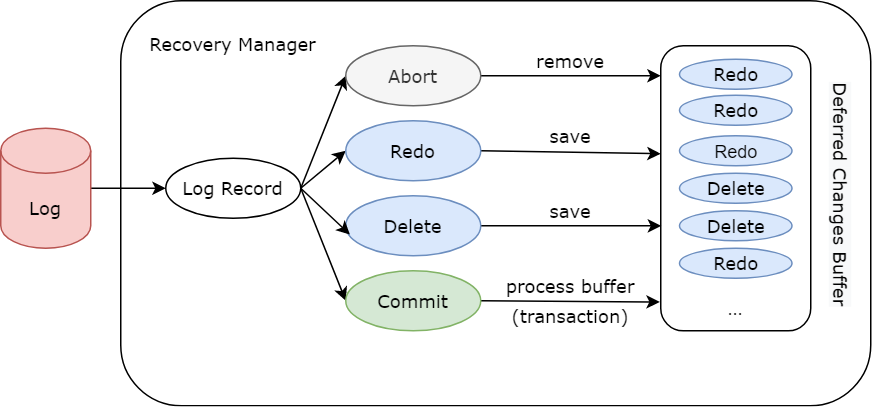 Recovery Manager
Log
Log Record
Abort
Redo
Delete
Commit
remove
save
save
process buffer
(transaction)
Redo
Redo
Redo
Delete
Delete
Redo
...
Deferred Changes Buffer